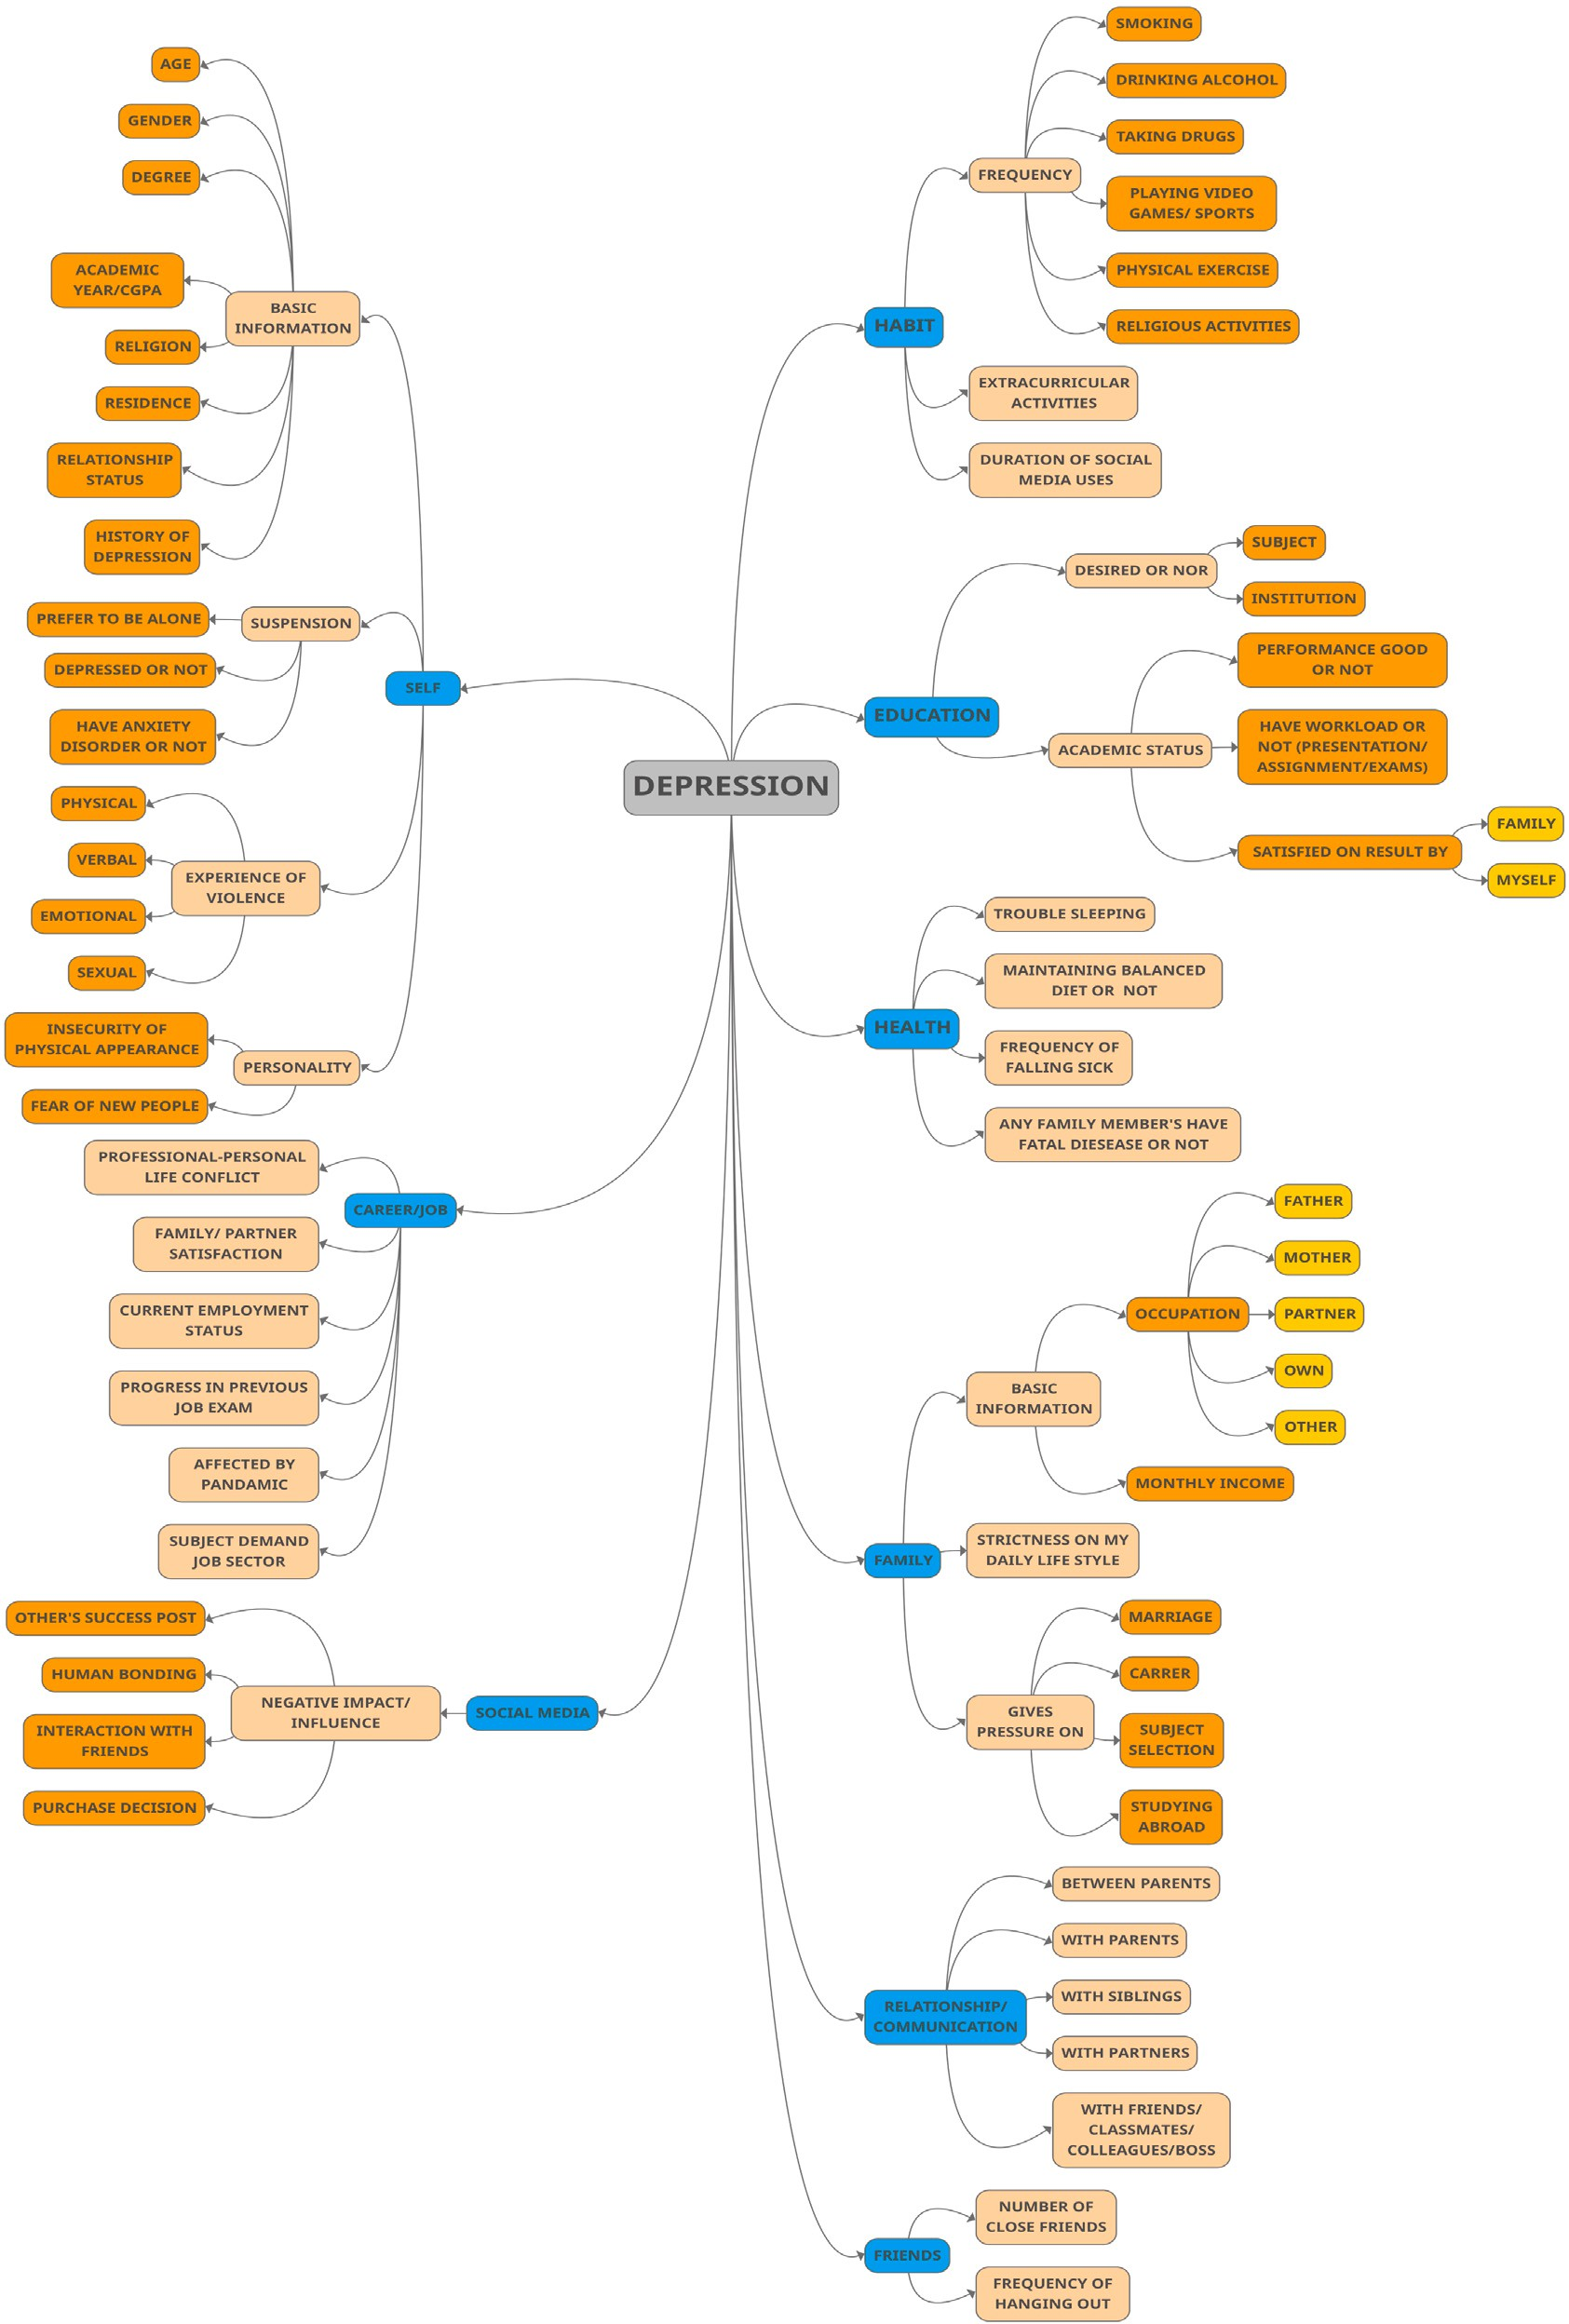 DEPRESSION
SELF
BASIC
INFORMATION
AGE
GENDER
DEGREE
ACADEMIC
YEAR/CGPA
RELIGION
RESIDENCE
RELATIONSHIP
STATUS
HISTORY OF
DEPRESSION
SUSPENSION
PREFER TO BE ALONE
DEPRESSED OR NOT
HAVE ANXIETY
DISORDER OR NOT
EXPERIENCE OF
VIOLENCE
PHYSICAL
VERBAL
EMOTIONAL
SEXUAL
PERSONALITY
INSECURITY OF
PHYSICAL APPEARANCE
FEAR OF NEW PEOPLE
CAREER/JOB
PROFESSIONAL-PERSONAL
LIFE CONFLICT
FAMILY/ PARTNER
SATISFACTION
CURRENT EMPLOYMENT
STATUS
PROGRESS IN PREVIOUS
JOB EXAM
AFFECTED BY
PANDAMIC
SUBJECT DEMAND
JOB SECTOR
SOCIAL MEDIA
NEGATIVE IMPACT/
INFLUENCE
OTHER'S SUCCESS POST
HUMAN BONDING
INTERACTION WITH
FRIENDS
PURCHASE DECISION
HABIT
FREQUENCY
SMOKING
DRINKING ALCOHOL
TAKING DRUGS
PLAYING VIDEO
GAMES/ SPORTS
PHYSICAL EXERCISE
RELIGIOUS ACTIVITIES
EXTRACURRICULAR
ACTIVITIES
DURATION OF SOCIAL
MEDIA USES
EDUCATION
DESIRED OR NOR
SUBJECT
INSTITUTION
ACADEMIC STATUS
PERFORMANCE GOOD
OR NOT
HAVE WORKLOAD OR
NOT (PRESENTATION/
ASSIGNMENT/EXAMS)
SATISFIED ON RESULT BY
FAMILY
MYSELF
HEALTH
TROUBLE SLEEPING
MAINTAINING BALANCED
DIET OR NOT
FREQUENCY OF
FALLING SICK
ANY FAMILY MEMBER'S HAVE
FATAL DIESEASE OR NOT
FAMILY
BASIC
INFORMATION
OCCUPATION
FATHER
MOTHER
PARTNER
OWN
OTHER
MONTHLY INCOME
STRICTNESS ON MY
DAILY LIFE STYLE
GIVES
PRESSURE ON
MARRIAGE
CARRER
SUBJECT
SELECTION
STUDYING
ABROAD
RELATIONSHIP/
COMMUNICATION
BETWEEN PARENTS
WITH PARENTS
WITH SIBLINGS
WITH PARTNERS
WITH FRIENDS/
CLASSMATES/
COLLEAGUES/BOSS
FRIENDS
NUMBER OF
CLOSE FRIENDS
FREQUENCY OF
HANGING OUT